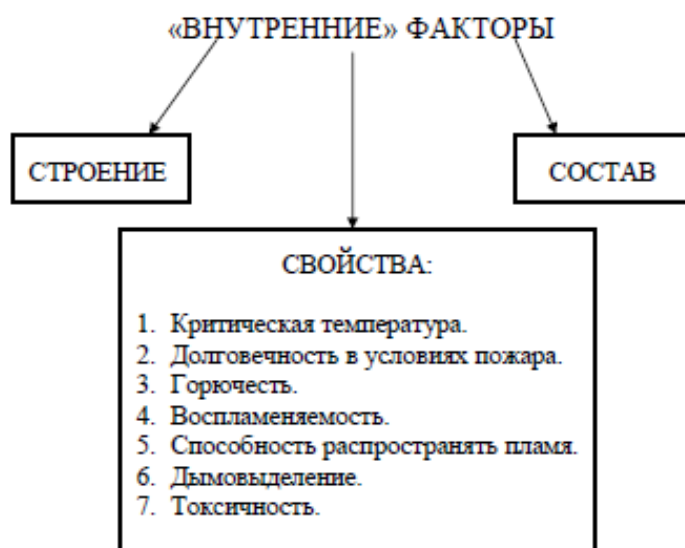 «ВНУТРЕННИЕ» ФАКТОРЫ
СТРОЕНИЕ
СОСТАВ
СВОЙСТВА:
1. Критическая температура.
2. Долговечность в условиях пожара.
3. Горючесть.
4. Воспламеняемость.
5. Способность распространять пламя.
6. Дымовыделение.
7. Токсичность.